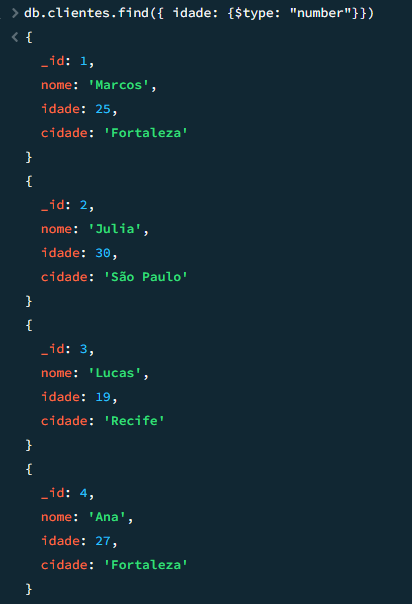 > db.clientes.find({ idade: {$type: "number"}})
< {
_id: 1,
nome: 'Marcos',
idade: 25,
cidade: 'Fortaleza'
}
{
_id: 2,
nome: 'Julia',
idade: 30,
cidade: 'São Paulo'
}
{
_id: 3,
nome: 'Lucas',
idade: 19,
cidade: 'Recife'
}
{
_id: 4,
nome: 'Ana',
idade: 27,
cidade: 'Fortaleza'
}